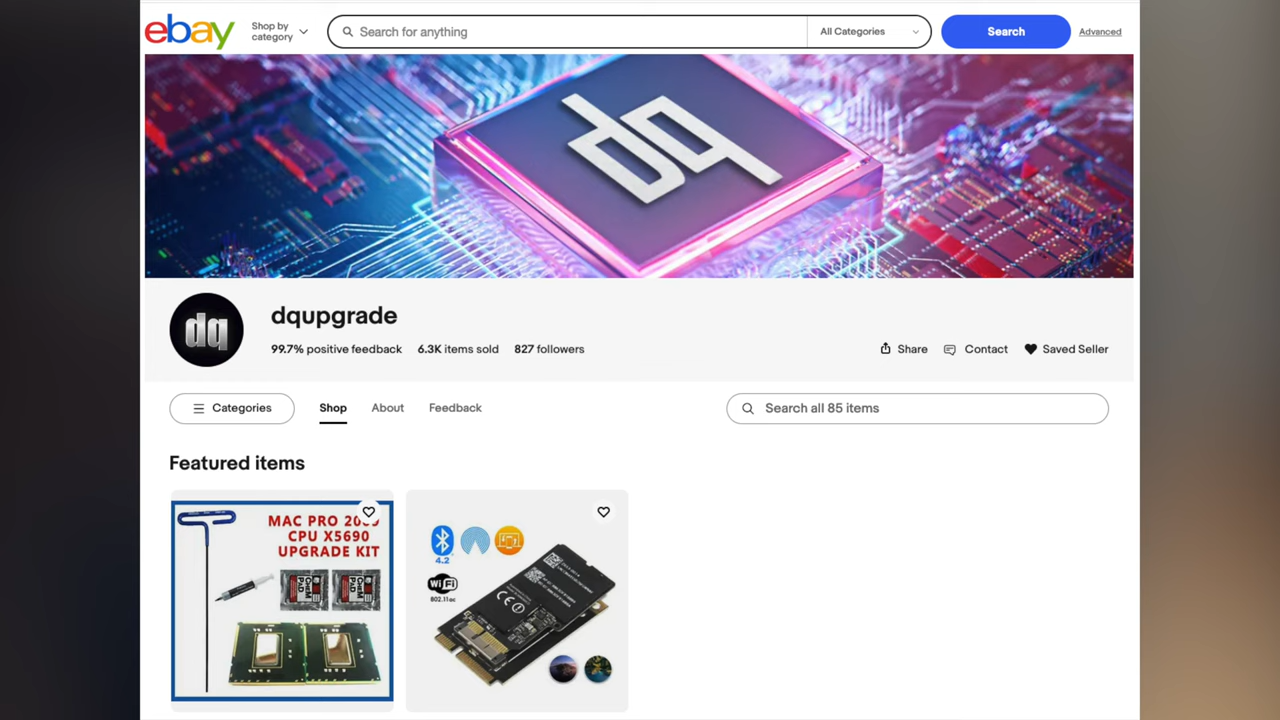 ebay
Shop by
category
Search for anything
All Categories
Search
Advanced
dq
dq
dqupgrade
99.7% positive feedback 6.3K items sold 827 followers
Share Contact Saved Seller
Categories Shop About Feedback
Search all 85 items
Featured items
MAC PRO 2009
CPU X5690
UPGRADE KIT
4.2
WiFi
802.11ac
CE